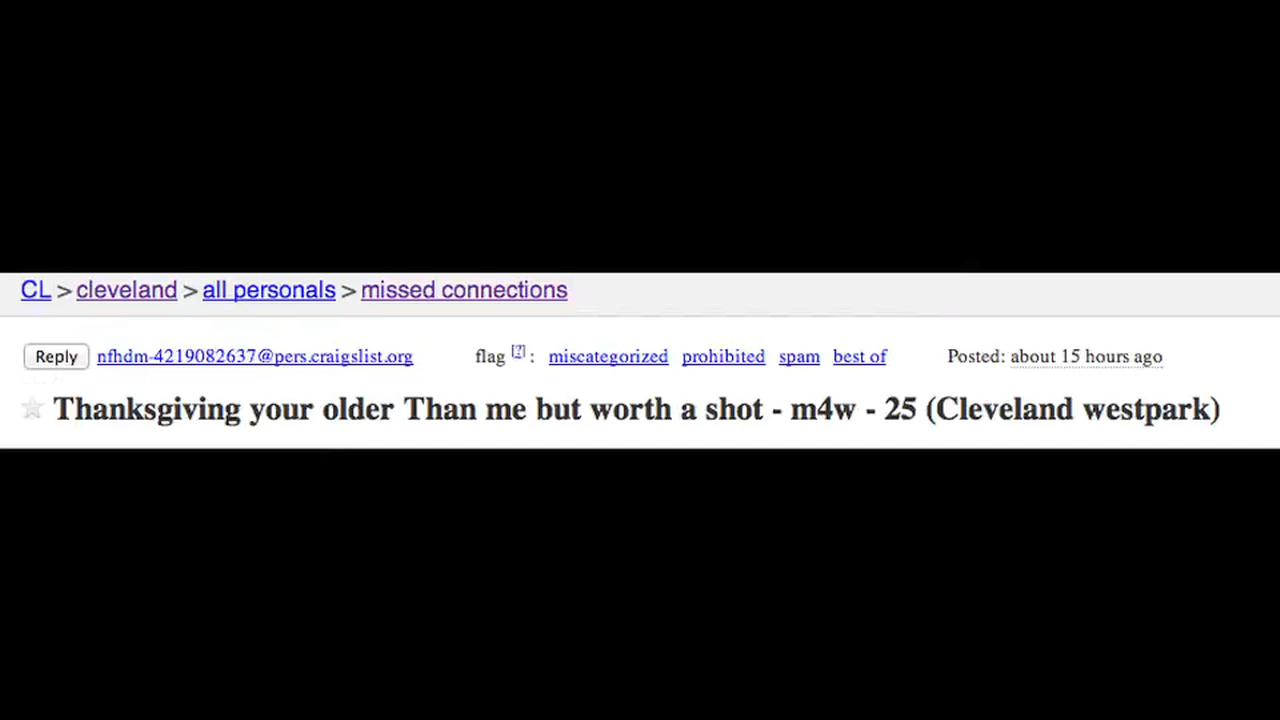 CL > cleveland > all personals > missed connections
Reply nfhdm-4219082637@pers.craigslist.org flag [?] : miscategorized prohibited spam best of Posted: about 15 hours ago
Thanksgiving your older Than me but worth a shot - m4w - 25 (Cleveland westpark)